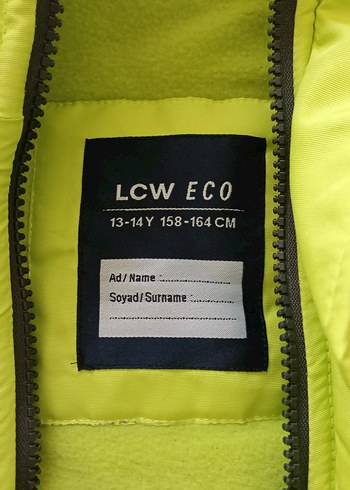 LCW ECO
13-14Y 158-164 CM
Ad/Name :..............
Soyad/Surname :..........
..............................